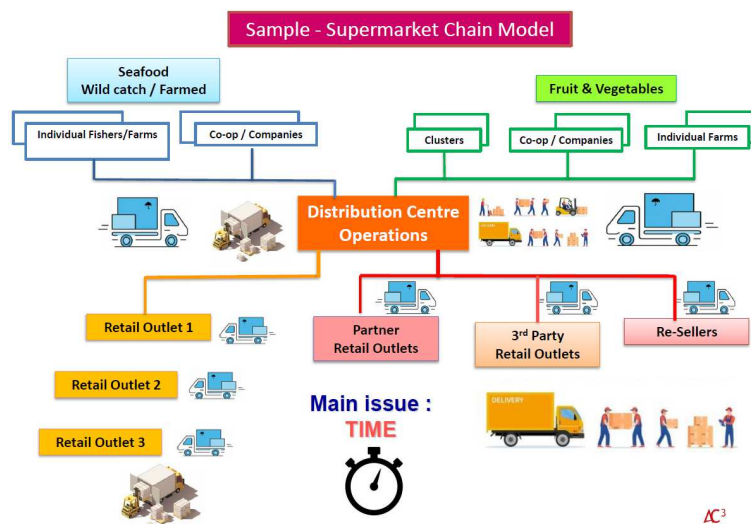 Sample - Supermarket Chain Model
Seafood
Wild catch / Farmed
Fruit & Vegetables
Individual Fishers/Farms
Co-op / Companies
Clusters
Co-op / Companies
Individual Farms
Distribution Centre
Operations
DELIVERY
Retail Outlet 1
Partner
Retail Outlets
3rd Party
Retail Outlets
Re-Sellers
Retail Outlet 2
Main issue :
TIME
DELIVERY
Retail Outlet 3
AC3